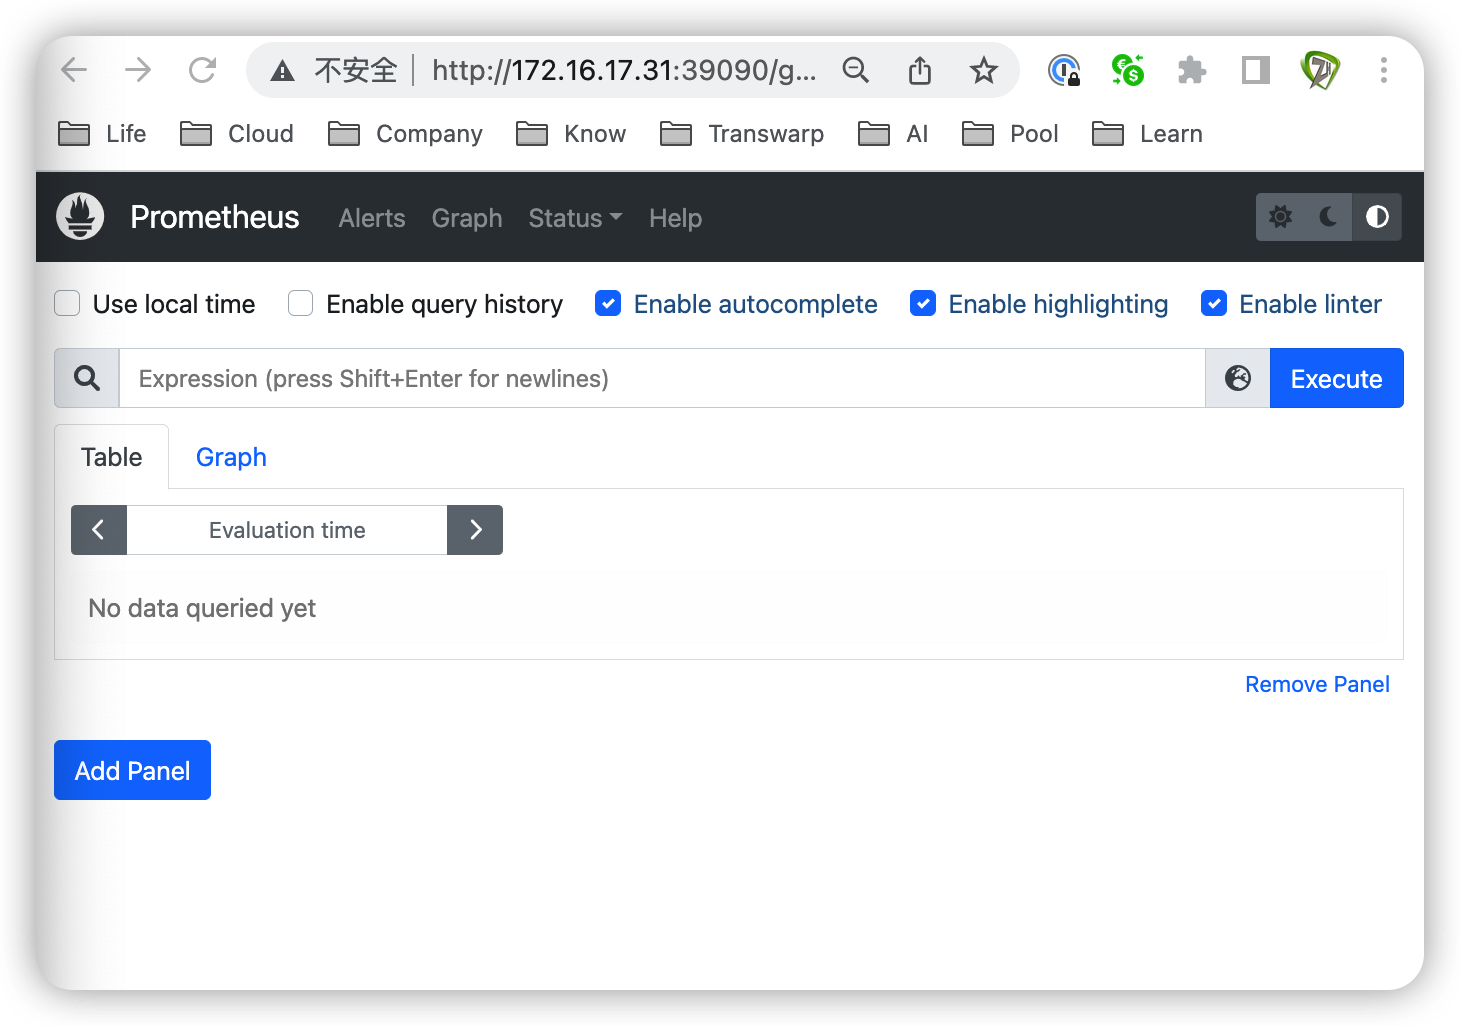 不安全 http://172.16.17.31:39090/g...
Life Cloud Company Know Transwarp AI Pool Learn
Prometheus Alerts Graph Status Help
Use local time Enable query history Enable autocomplete Enable highlighting Enable linter
Expression (press Shift+Enter for newlines) Execute
Table Graph
Evaluation time
No data queried yet
Remove Panel
Add Panel